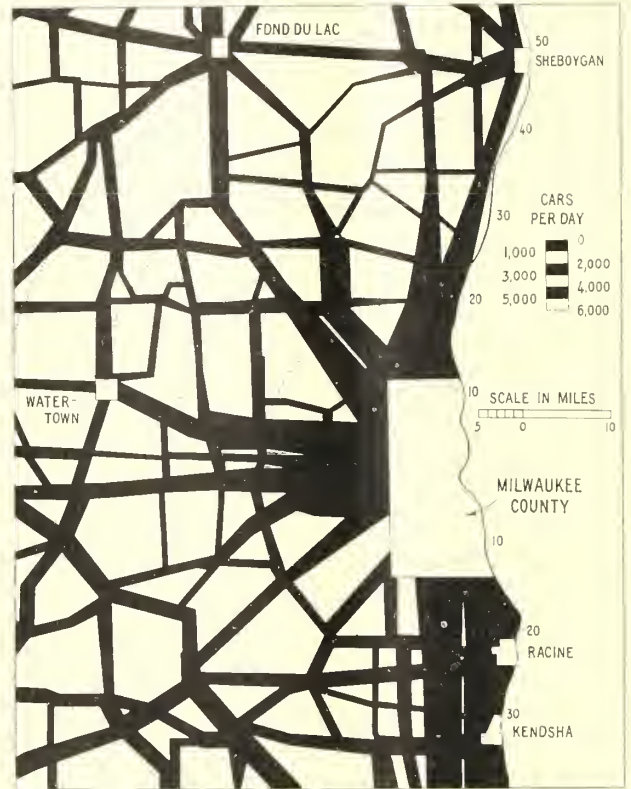 FOND DU LAC
50
SHEBOYGAN
40
CARS
PER DAY
30
0
1,000
2,000
3,000
4,000
5,000
6,000
20
WATER-
TOWN
10
SCALE IN MILES
5 0 10
MILWAUKEE
COUNTY
10
20
RACINE
30
KENDSHA